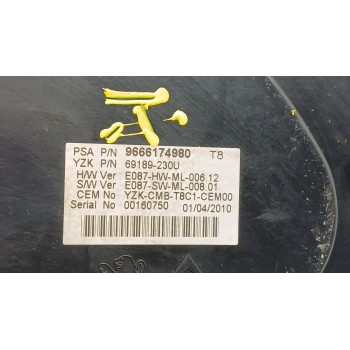 PSA P/N 9666174980 T8
YZK P/N 69189-230U
H/W Ver E087-HW-ML-006.12
S/W Ver E087-SW-ML-008.01
CEM No YZK-CMB-T8C1-CEM00
Serial No 00160750 01/04/2010